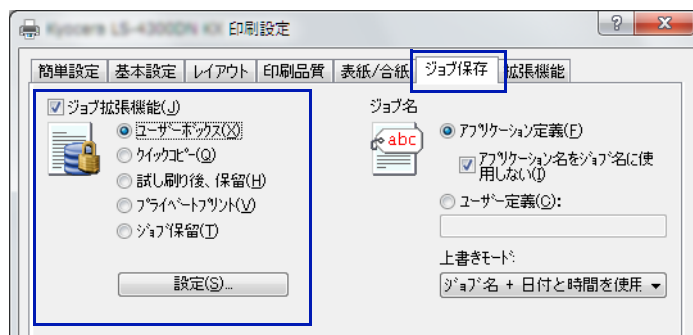 Kyocera LS-4300DN KX 印刷設定
簡単設定 基本設定 レイアウト 印刷品質 表紙/合紙 ジョブ保存 拡張機能
ジョブ拡張機能(J)
ユーザーボックス(X)
クイックコピー(Q)
試し刷り後、保留(H)
プライベートプリント(V)
ジョブ保留(T)
設定(S)...
ジョブ名
abc
アプリケーション定義(F)
アプリケーション名をジョブ名に使
用しない(I)
ユーザー定義(C):
上書きモード:
ジョブ名 + 日付と時間を使用